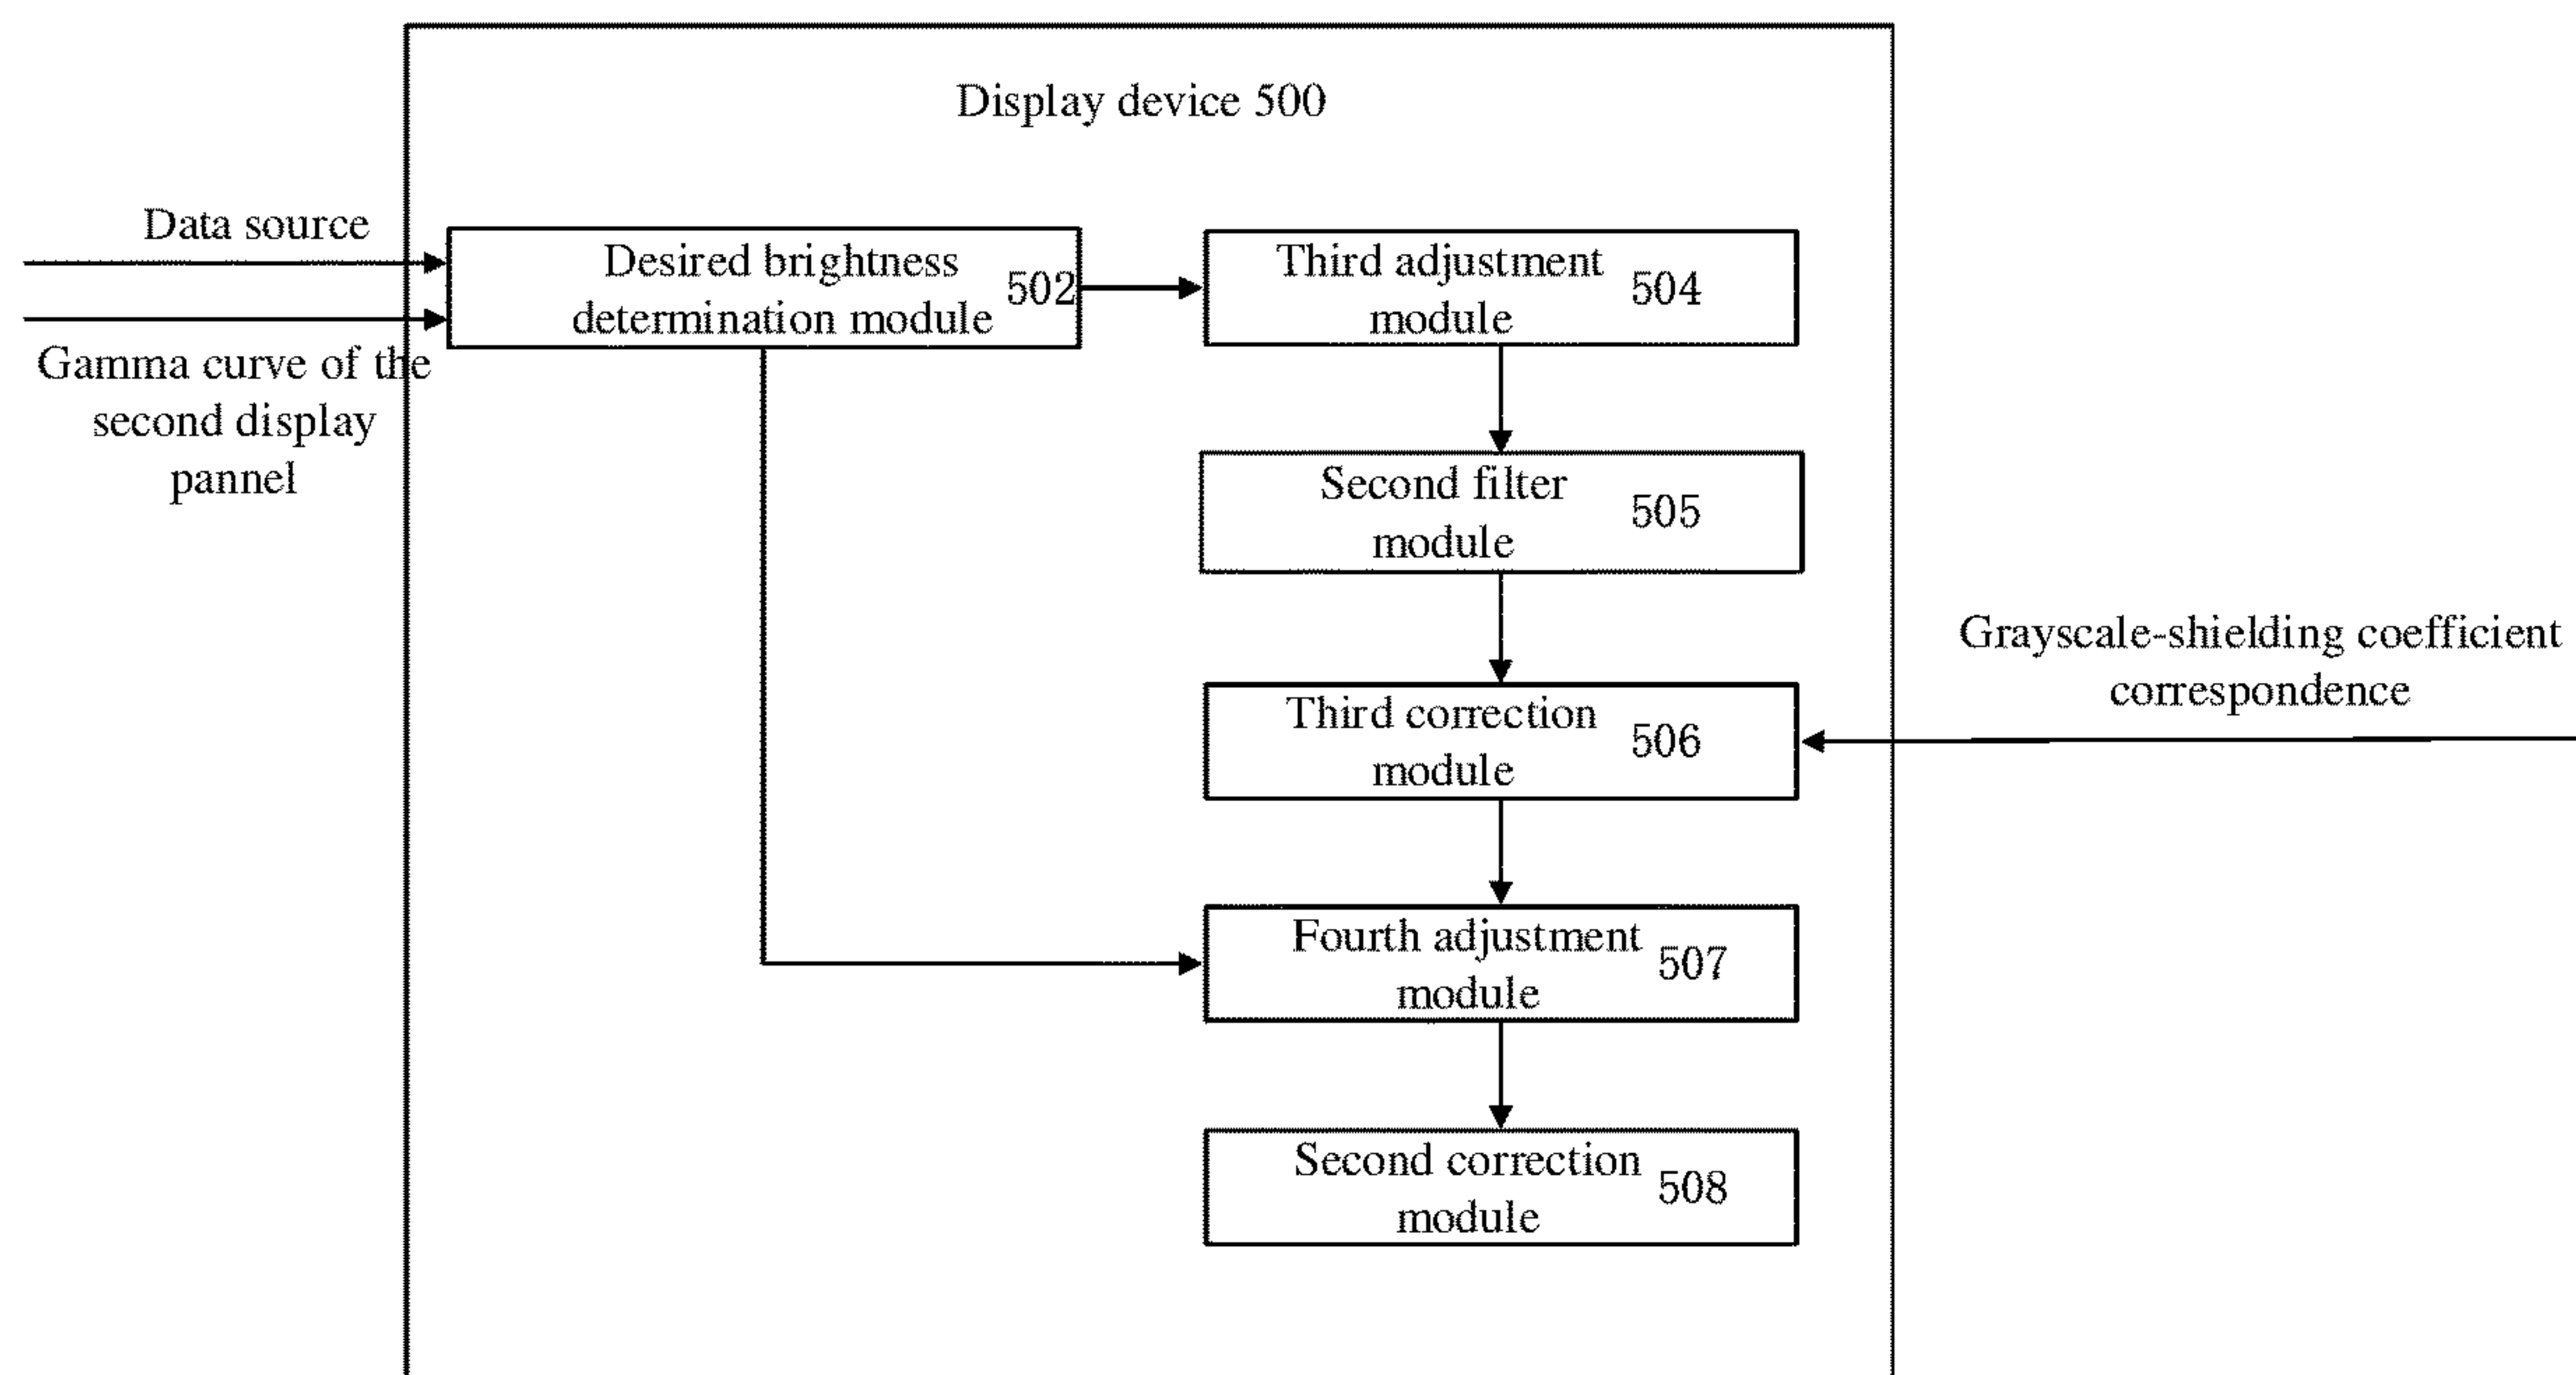 Display device 500
Data source
Gamma curve of the
second display
pannel
Desired brightness
determination module 502
Third adjustment
module 504
Second filter
module 505
Grayscale-shielding coefficient
correspondence
Third correction
module 506
Fourth adjustment
module 507
Second correction
module 508